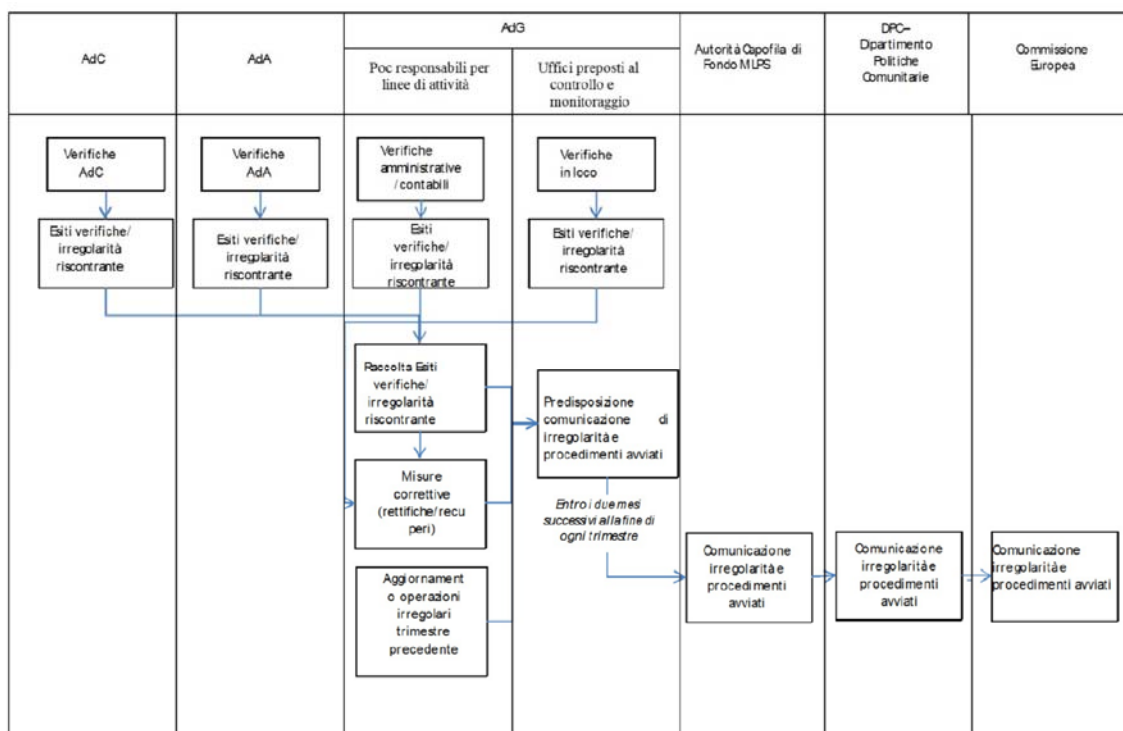 AdC
AdA
AdG
Poc responsabili per
linee di attività
Uffici preposti al
controllo e
monitoraggio
Autorità Capofila di
Fondo MLPS
DPC–
Dipartimento
Politiche
Comunitarie
Commissione
Europea
Verifiche
AdC
Verifiche
AdA
Verifiche
amministrative
/contabili
Verifiche
in loco
Esiti verifiche/
irregolarità
riscontrante
Esiti verifiche/
irregolarità
riscontrante
Esiti
verifiche/
irregolarità
riscontrante
Esiti verifiche/
irregolarità
riscontrante
Raccolta Esiti
verifiche/
irregolarità
riscontrante
Predisposizione
comunicazione di
irregolarità e
procedimenti avviati
Misure
correttive
(rettifiche/recu
peri)
Entro i due mesi
successivi alla fine di
ogni trimestre
Aggiornament
o operazioni
irregolari
trimestre
precedente
Comunicazione
irregolarità e
procedimenti
avviati
Comunicazione
irregolarità e
procedimenti
avviati
Comunicazione
irregolarità e
procedimenti avviati